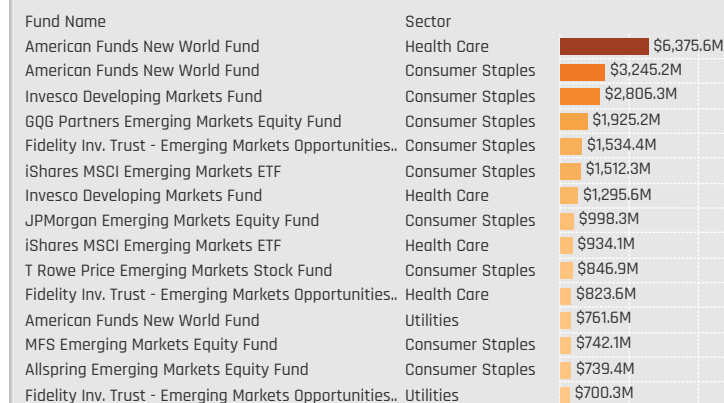 Fund Name Sector
American Funds New World Fund Health Care $6,375.6M
American Funds New World Fund Consumer Staples $3,245.2M
Invesco Developing Markets Fund Consumer Staples $2,806.3M
GQG Partners Emerging Markets Equity Fund Consumer Staples $1,925.2M
Fidelity Inv. Trust - Emerging Markets Opportunities.. Consumer Staples $1,534.4M
iShares MSCI Emerging Markets ETF Consumer Staples $1,512.3M
Invesco Developing Markets Fund Health Care $1,295.6M
JPMorgan Emerging Markets Equity Fund Consumer Staples $998.3M
iShares MSCI Emerging Markets ETF Health Care $934.1M
T Rowe Price Emerging Markets Stock Fund Consumer Staples $846.9M
Fidelity Inv. Trust - Emerging Markets Opportunities.. Health Care $823.6M
American Funds New World Fund Utilities $761.6M
MFS Emerging Markets Equity Fund Consumer Staples $742.1M
Allspring Emerging Markets Equity Fund Consumer Staples $739.4M
Fidelity Inv. Trust - Emerging Markets Opportunities.. Utilities $700.3M